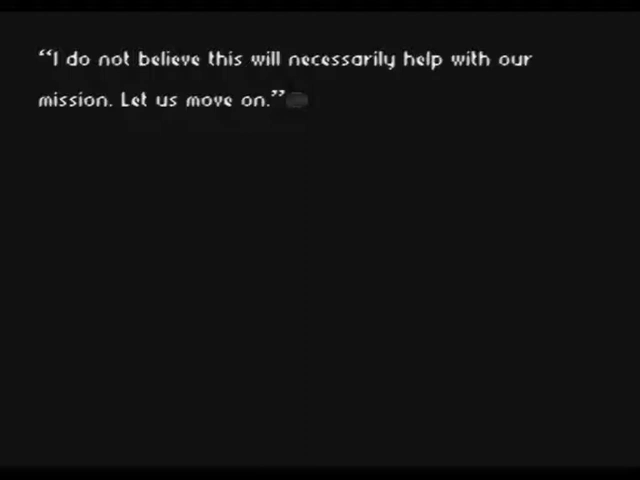 “I do not believe this will necessarily help with our
mission. Let us move on.”